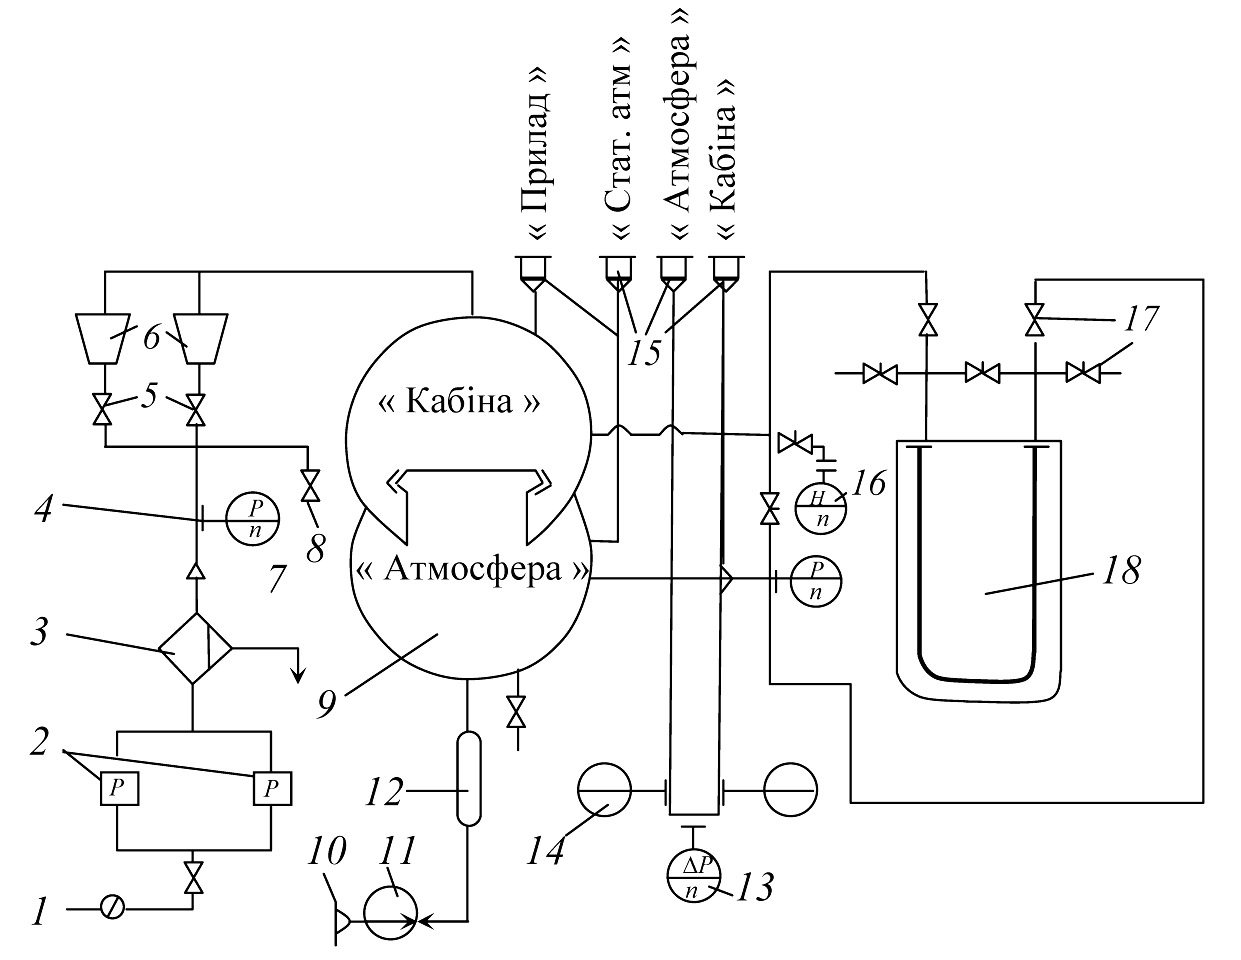 « Прилад »
« Стат. атм »
« Атмосфера »
« Кабіна »
6
15
17
« Кабіна »
5
4
P
n
8
7
16
H
n
« Атмосфера »
P
n
18
3
9
2
P
P
12
14
10
11
ΔP
n
13
1